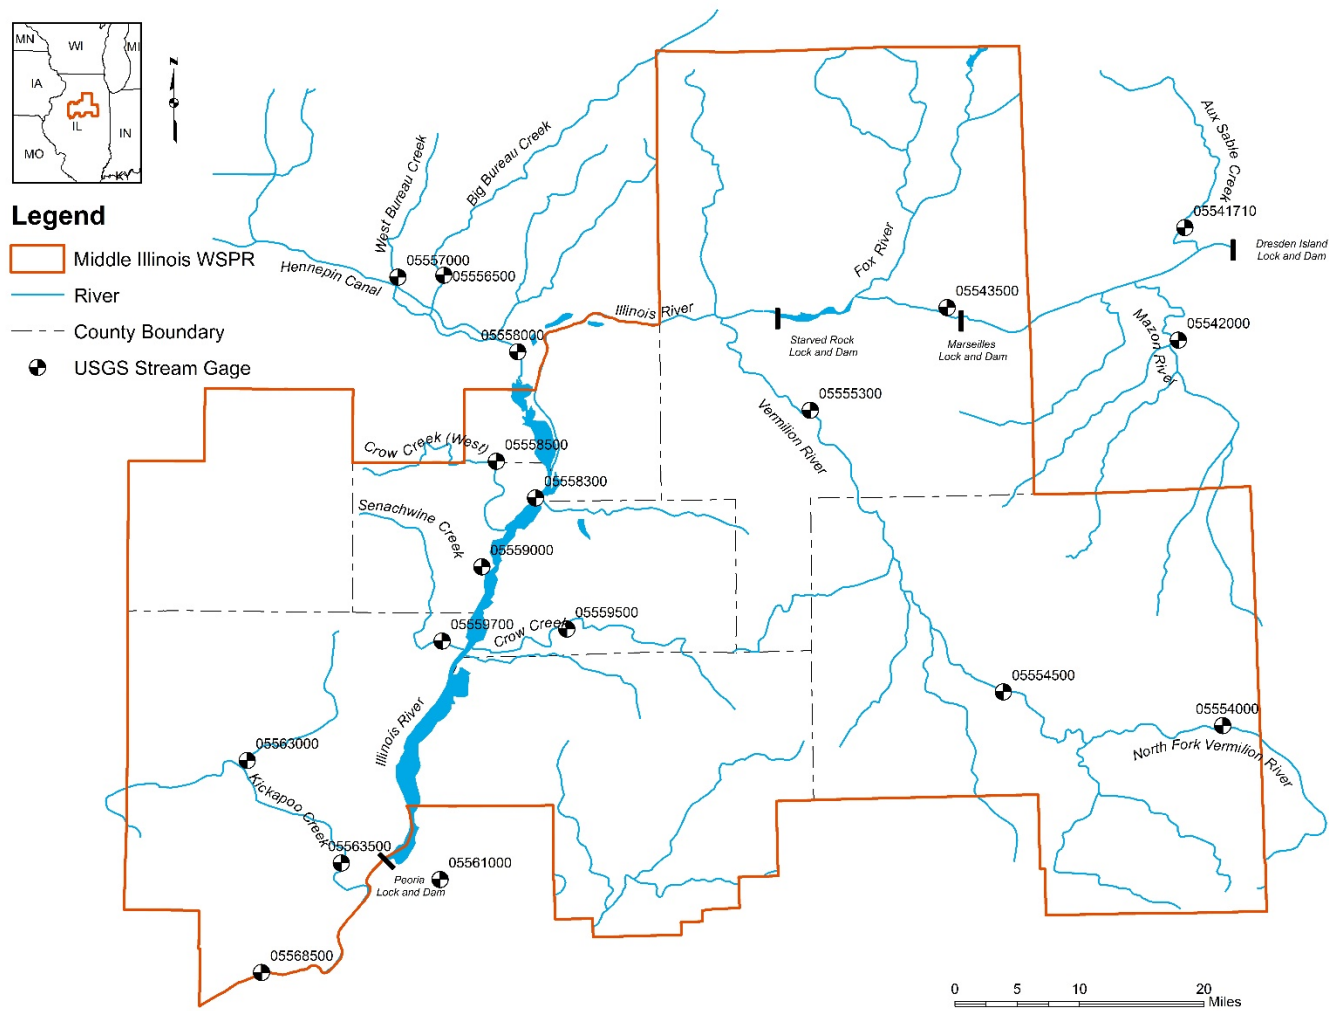 MN
WI
MI
IA
IL
IN
MO
KY
N
Legend
Middle Illinois WSPR
River
County Boundary
USGS Stream Gage
West Bureau Creek
Big Bureau Creek
Hennepin Canal
05557000
05556500
05558000
Illinois River
Fox River
Aux Sable Creek
05541710
Dresden Island
Lock and Dam
05543500
Starved Rock
Lock and Dam
Marseilles
Lock and Dam
Mazon River
05542000
05555300
Vermilion River
Crow Creek (West)
05558500
05558300
Senachwine Creek
05559000
05559700
Crow Creek
05559500
05554500
05554000
North Fork Vermilion River
Illinois River
05563000
Kickapoo Creek
05563500
Peoria
Lock and Dam
05561000
05568500
0 5 10 20
Miles